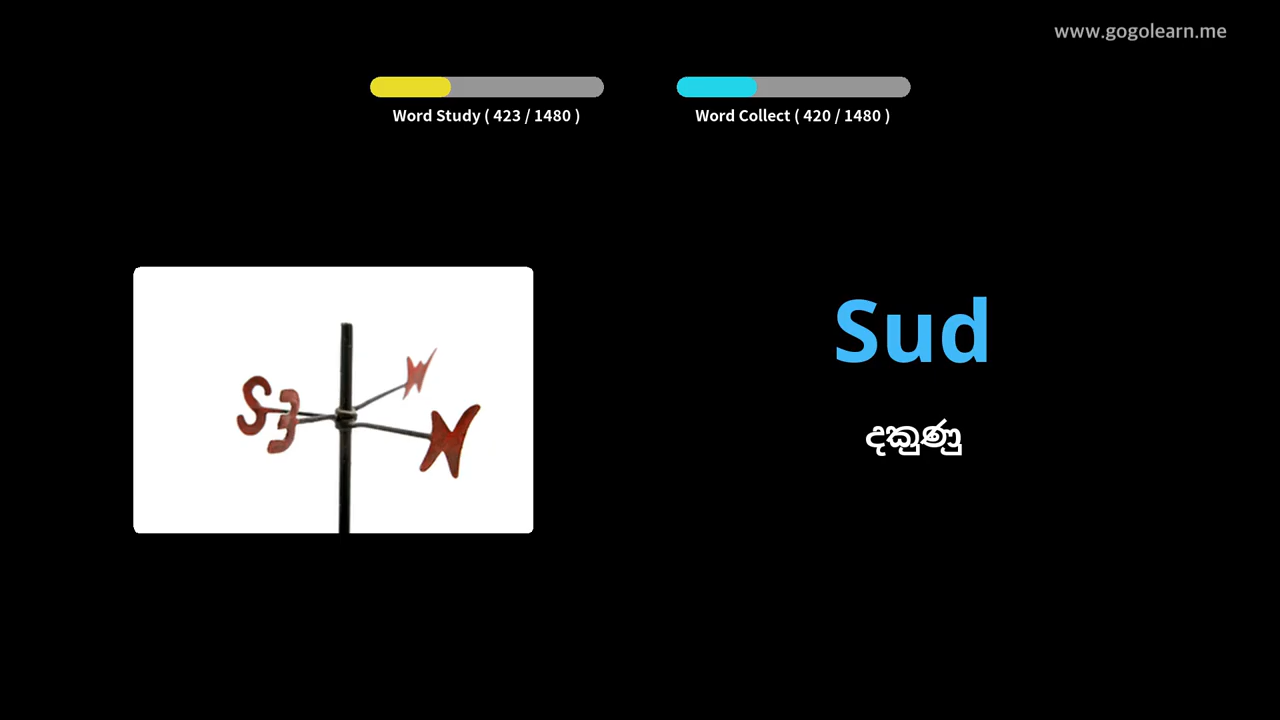 www.gogolearn.me
Word Study ( 423 / 1480 )
Word Collect ( 420 / 1480 )
Sud
දකුණු
S E N W